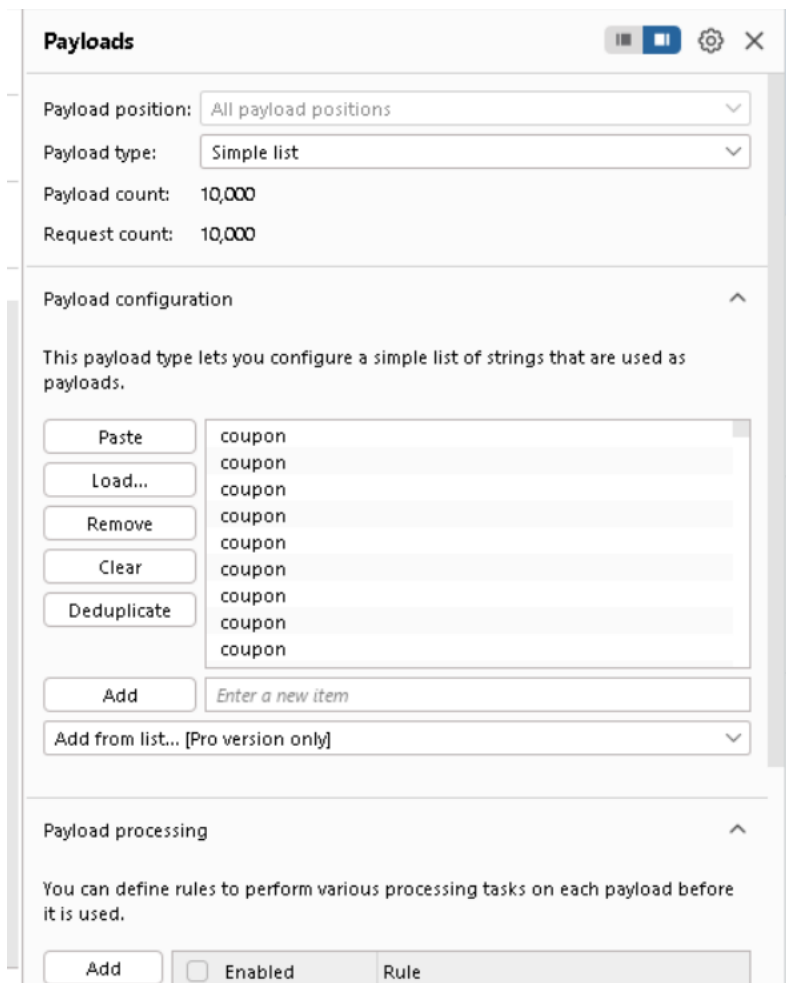 Payloads
Payload position: All payload positions
Payload type: Simple list
Payload count: 10,000
Request count: 10,000
Payload configuration
This payload type lets you configure a simple list of strings that are used as
payloads.
Paste
Load...
Remove
Clear
Deduplicate
coupon
coupon
coupon
coupon
coupon
coupon
coupon
coupon
coupon
Add
Enter a new item
Add from list... [Pro version only]
Payload processing
You can define rules to perform various processing tasks on each payload before
it is used.
Add
Enabled Rule